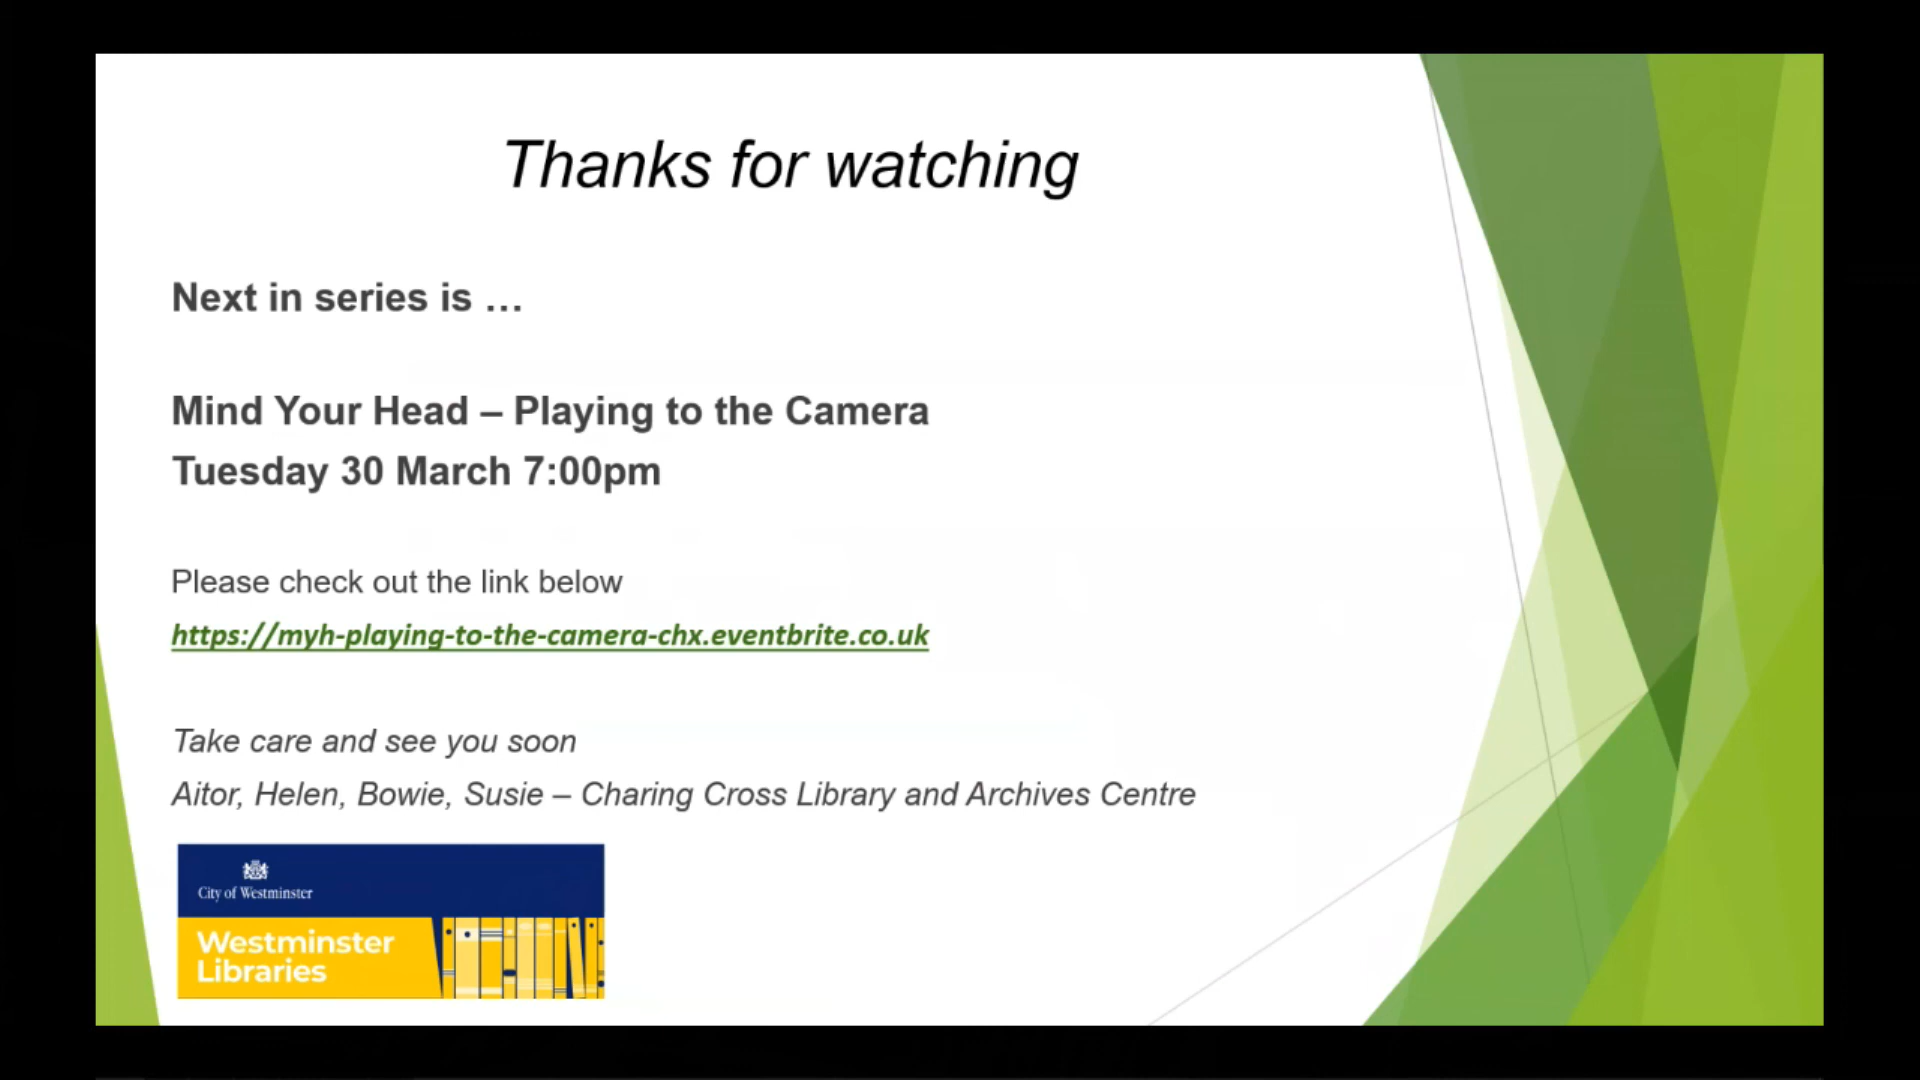 Thanks for watching
Next in series is …
Mind Your Head – Playing to the Camera
Tuesday 30 March 7:00pm
Please check out the link below
https://myh-playing-to-the-camera-chx.eventbrite.co.uk
Take care and see you soon
Aitor, Helen, Bowie, Susie – Charing Cross Library and Archives Centre
City of Westminster
Westminster
Libraries